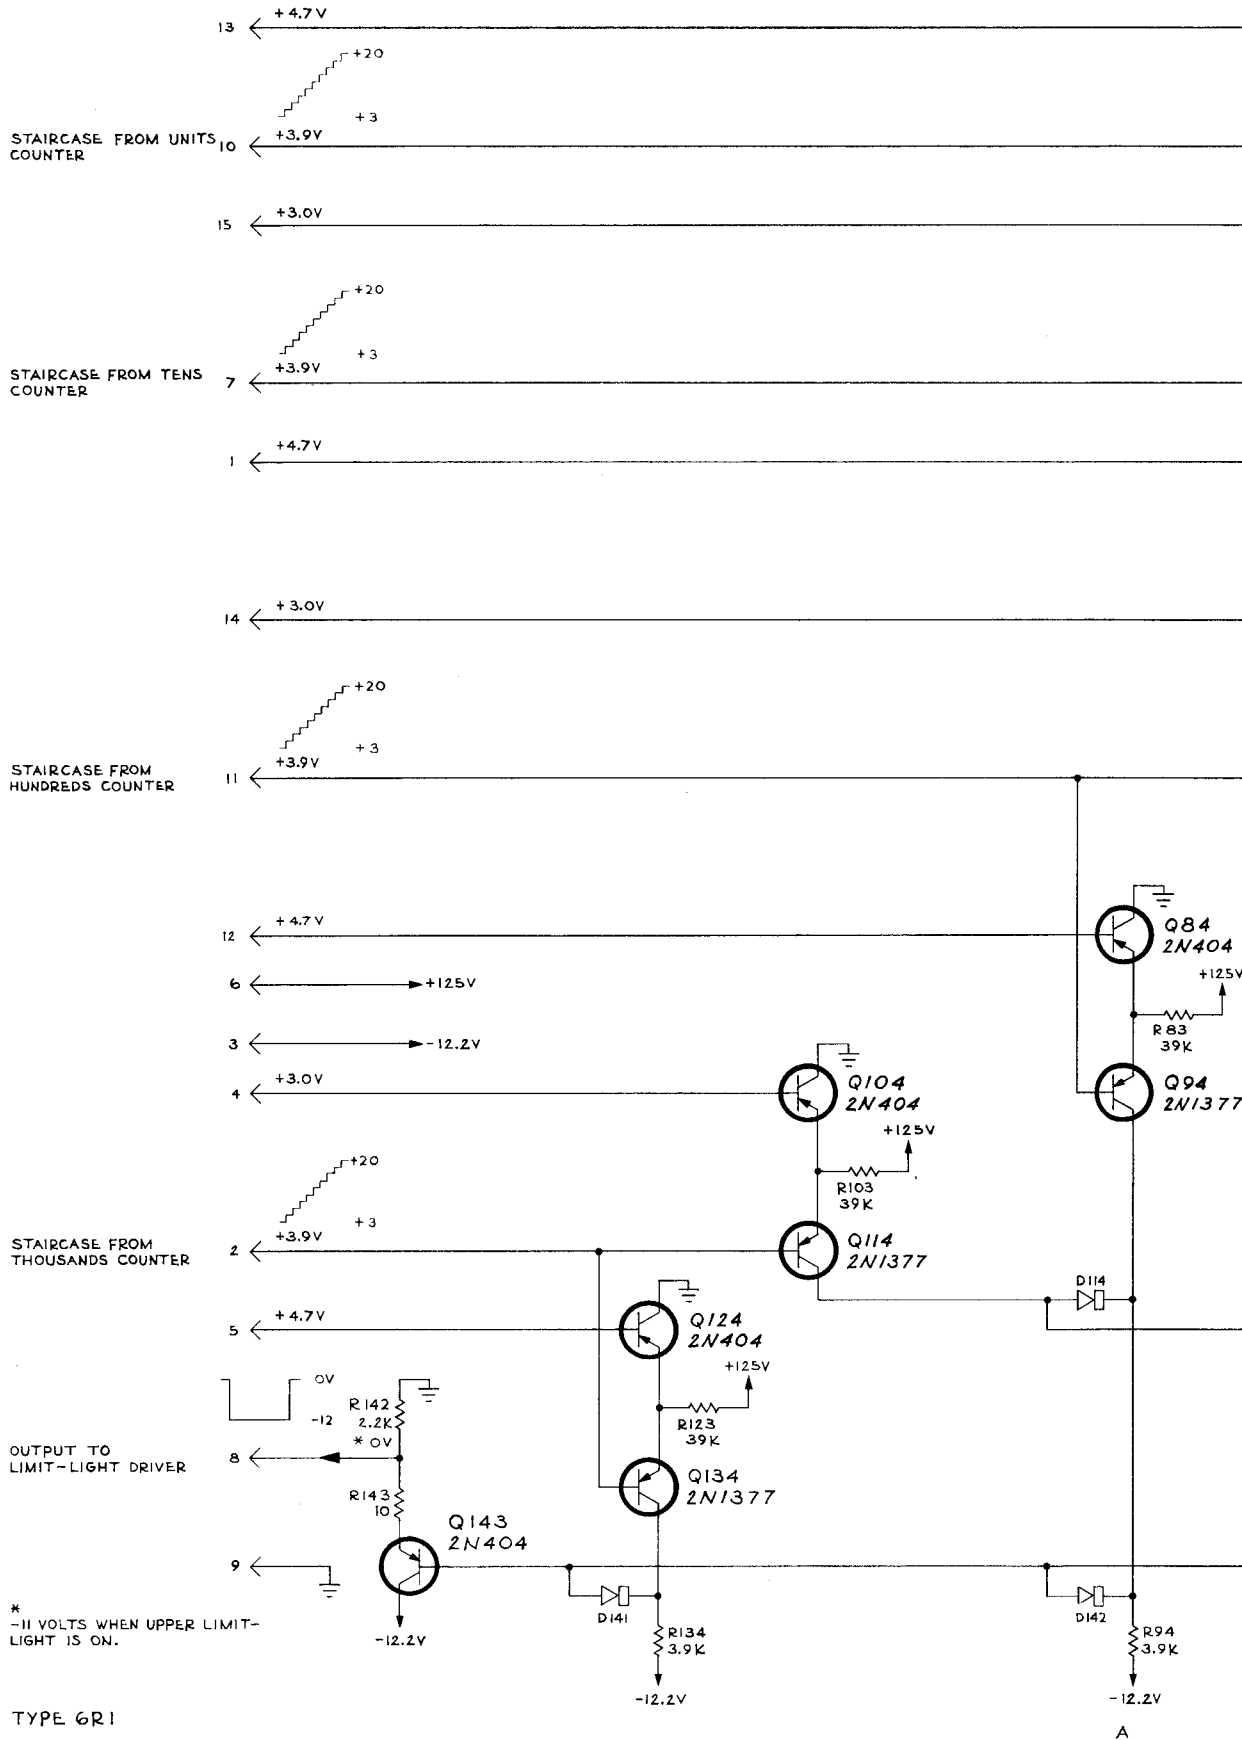 +4.7V
13
+20
+3
STAIRCASE FROM UNITS
COUNTER
10
+3.9V
+3.0V
15
+20
+3
STAIRCASE FROM TENS
COUNTER
7
+3.9V
+4.7V
1
+3.0V
14
+20
+3
STAIRCASE FROM
HUNDREDS COUNTER
11
+3.9V
+4.7V
12
Q84
2N404
+125V
R83
39K
6
+125V
3
-12.2V
+3.0V
4
Q104
2N404
+125V
R103
39K
Q94
2N1377
+20
+3
STAIRCASE FROM
THOUSANDS COUNTER
2
+3.9V
Q114
2N1377
D114
+4.7V
5
Q124
2N404
+125V
R123
39K
0V
-12
R142
2.2K
* 0V
OUTPUT TO
LIMIT-LIGHT DRIVER
8
R143
10
Q134
2N1377
Q143
2N404
9
D141
D142
*
-11 VOLTS WHEN UPPER LIMIT-
LIGHT IS ON.
-12.2V
R134
3.9K
R94
3.9K
-12.2V
-12.2V
TYPE 6R1
A